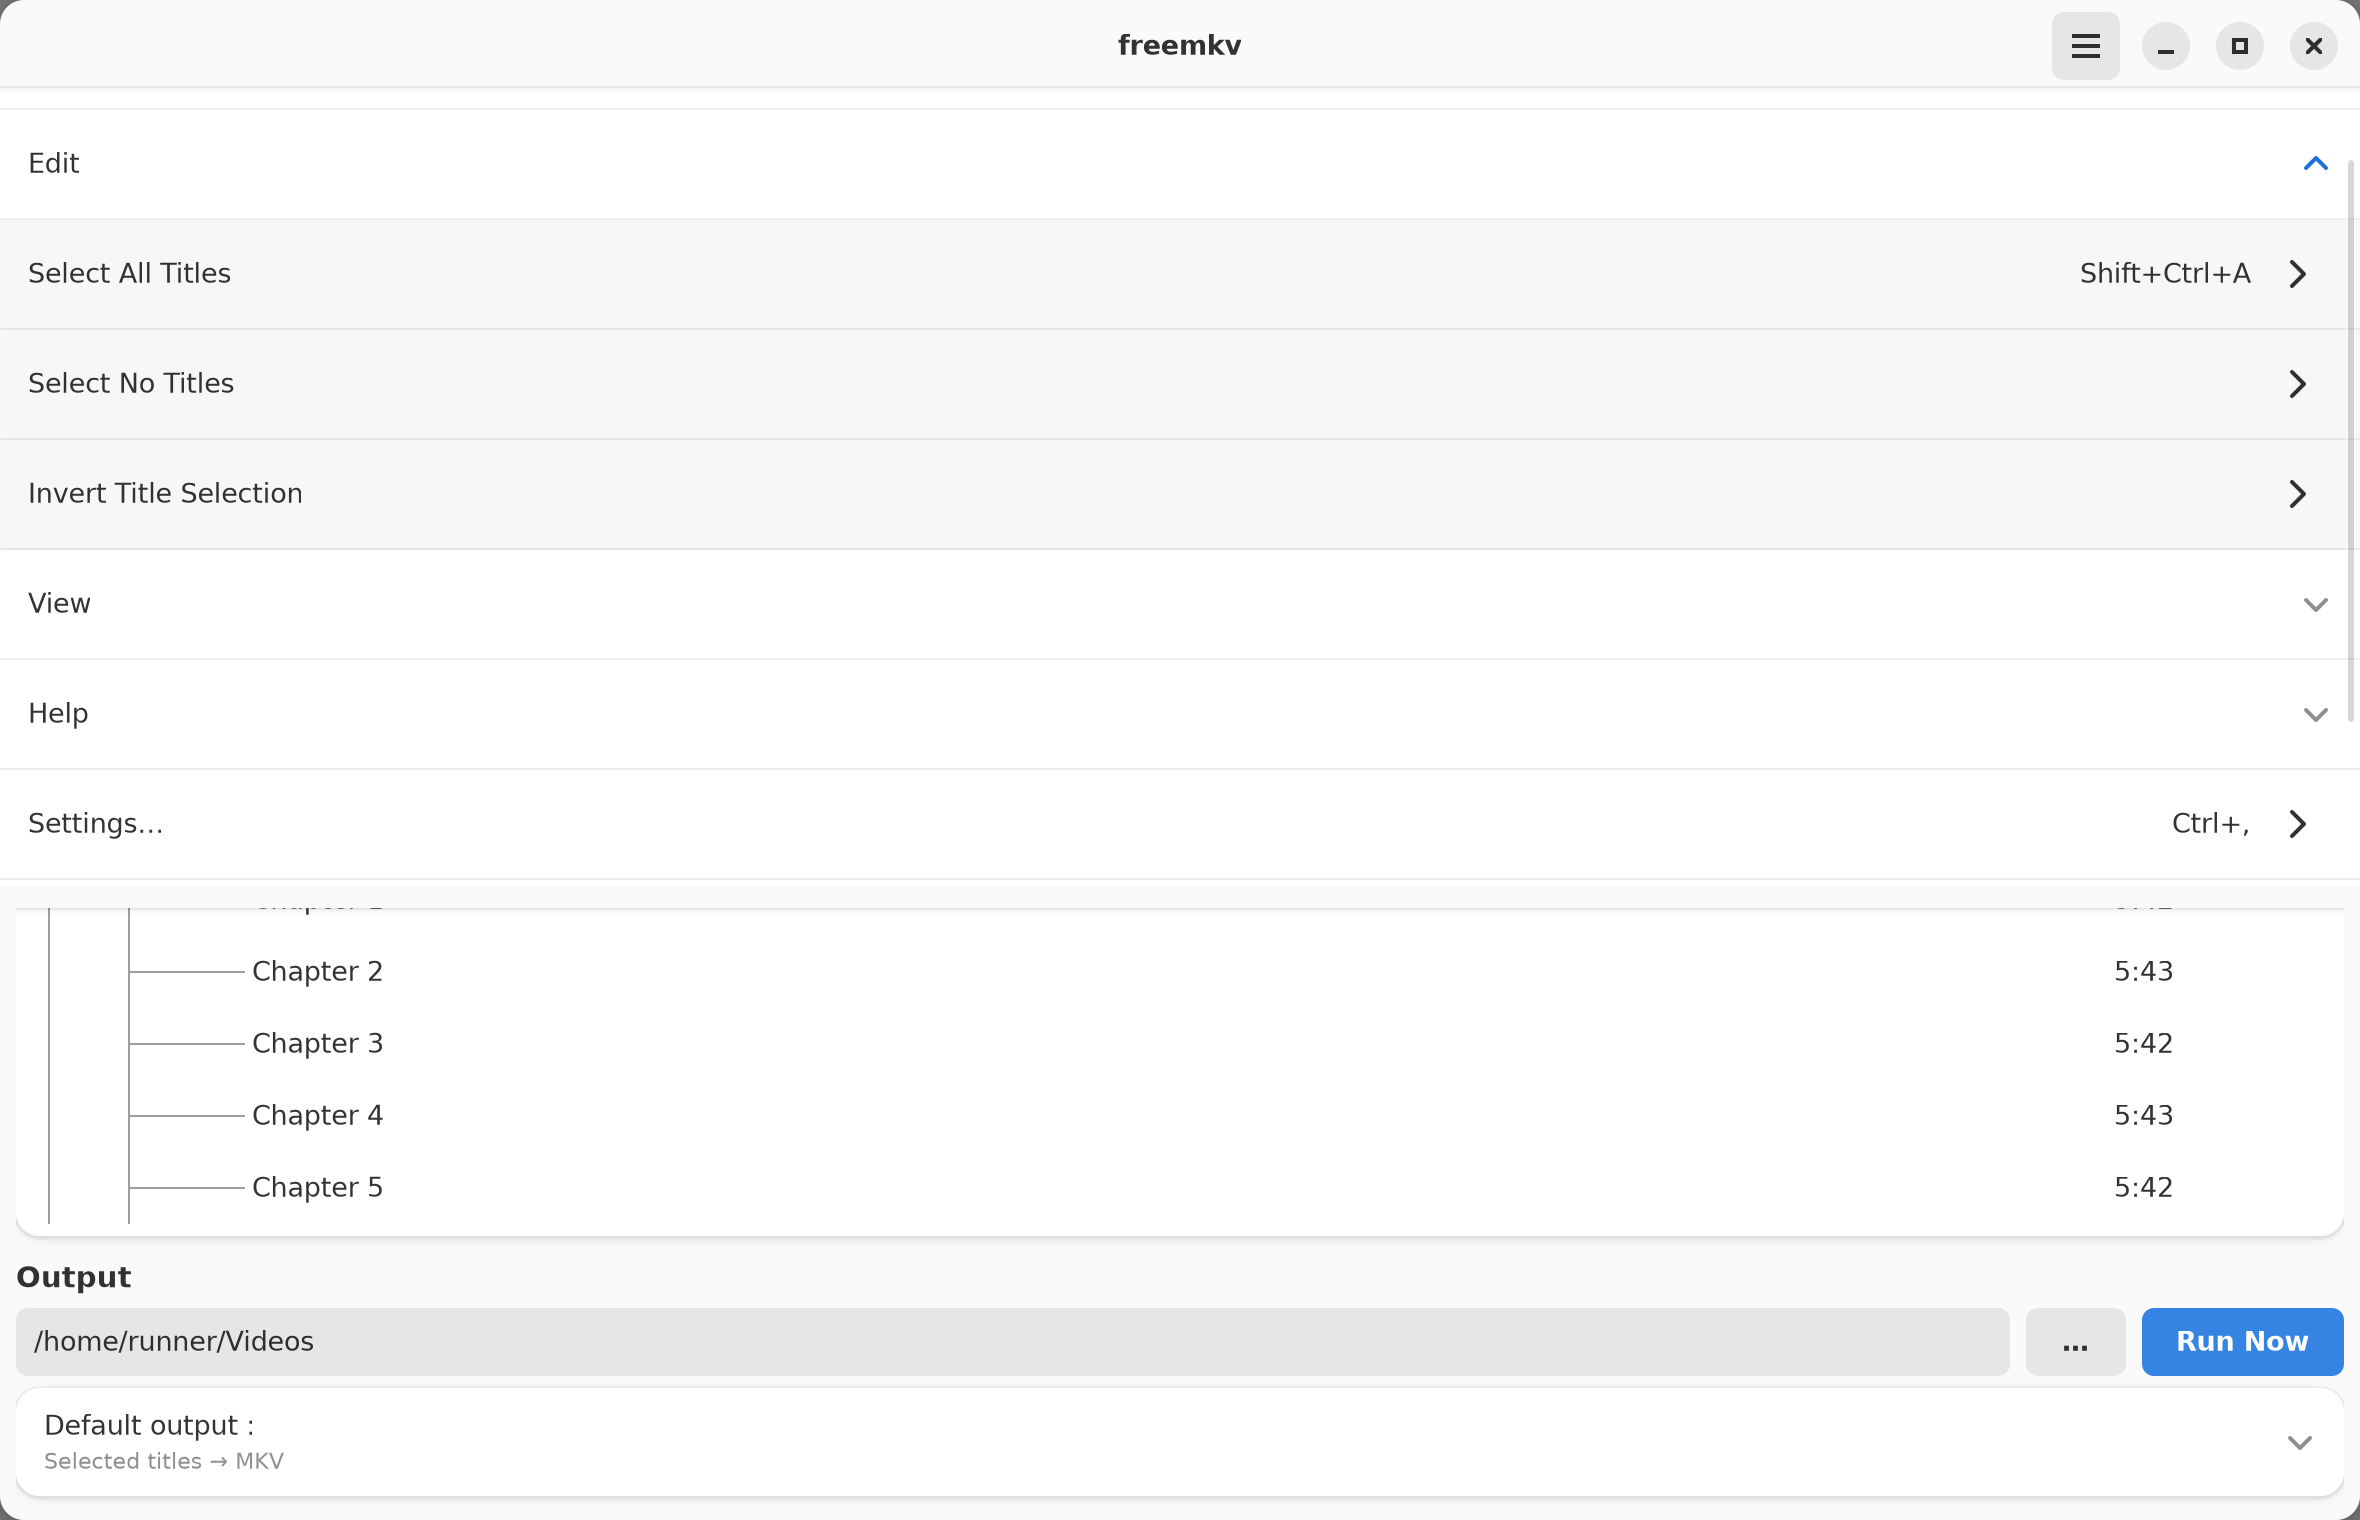 freemkv
Edit
Select All Titles Shift+Ctrl+A
Select No Titles
Invert Title Selection
View
Help
Settings… Ctrl+,
Chapter 2 5:43
Chapter 3 5:42
Chapter 4 5:43
Chapter 5 5:42
Output
/home/runner/Videos ... Run Now
Default output :
Selected titles → MKV